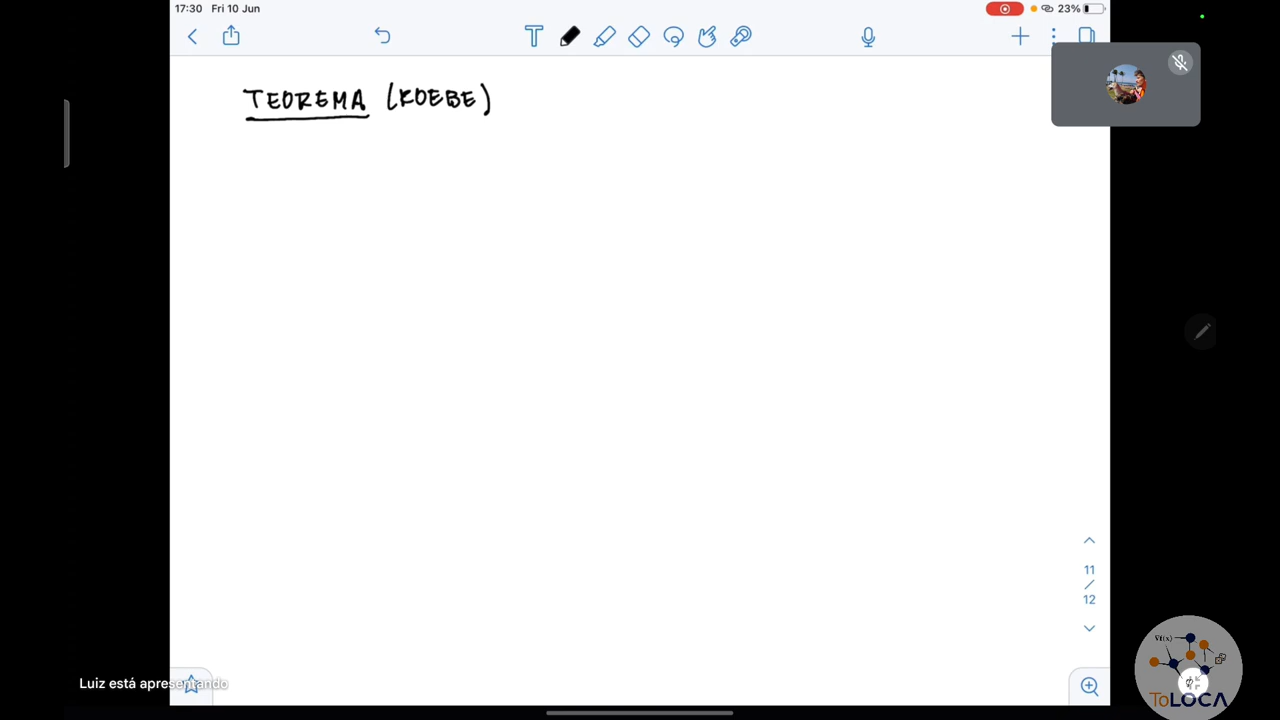 17:30 Fri 10 Jun 23%
TEOREMA (KOEBE)
11
/
12
Luiz está apresentando
∇f(x)
ToLOCA